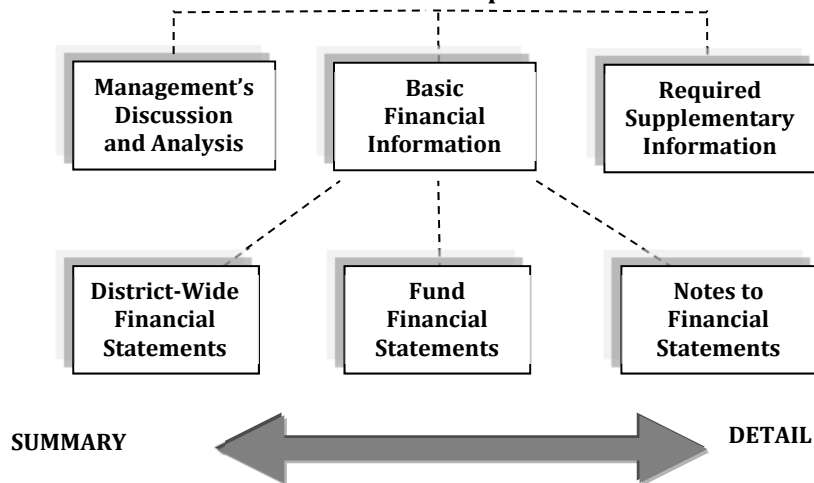 Management's
Discussion
and Analysis
Basic
Financial
Information
Required
Supplementary
Information
District-Wide
Financial
Statements
Fund
Financial
Statements
Notes to
Financial
Statements
SUMMARY
DETAIL